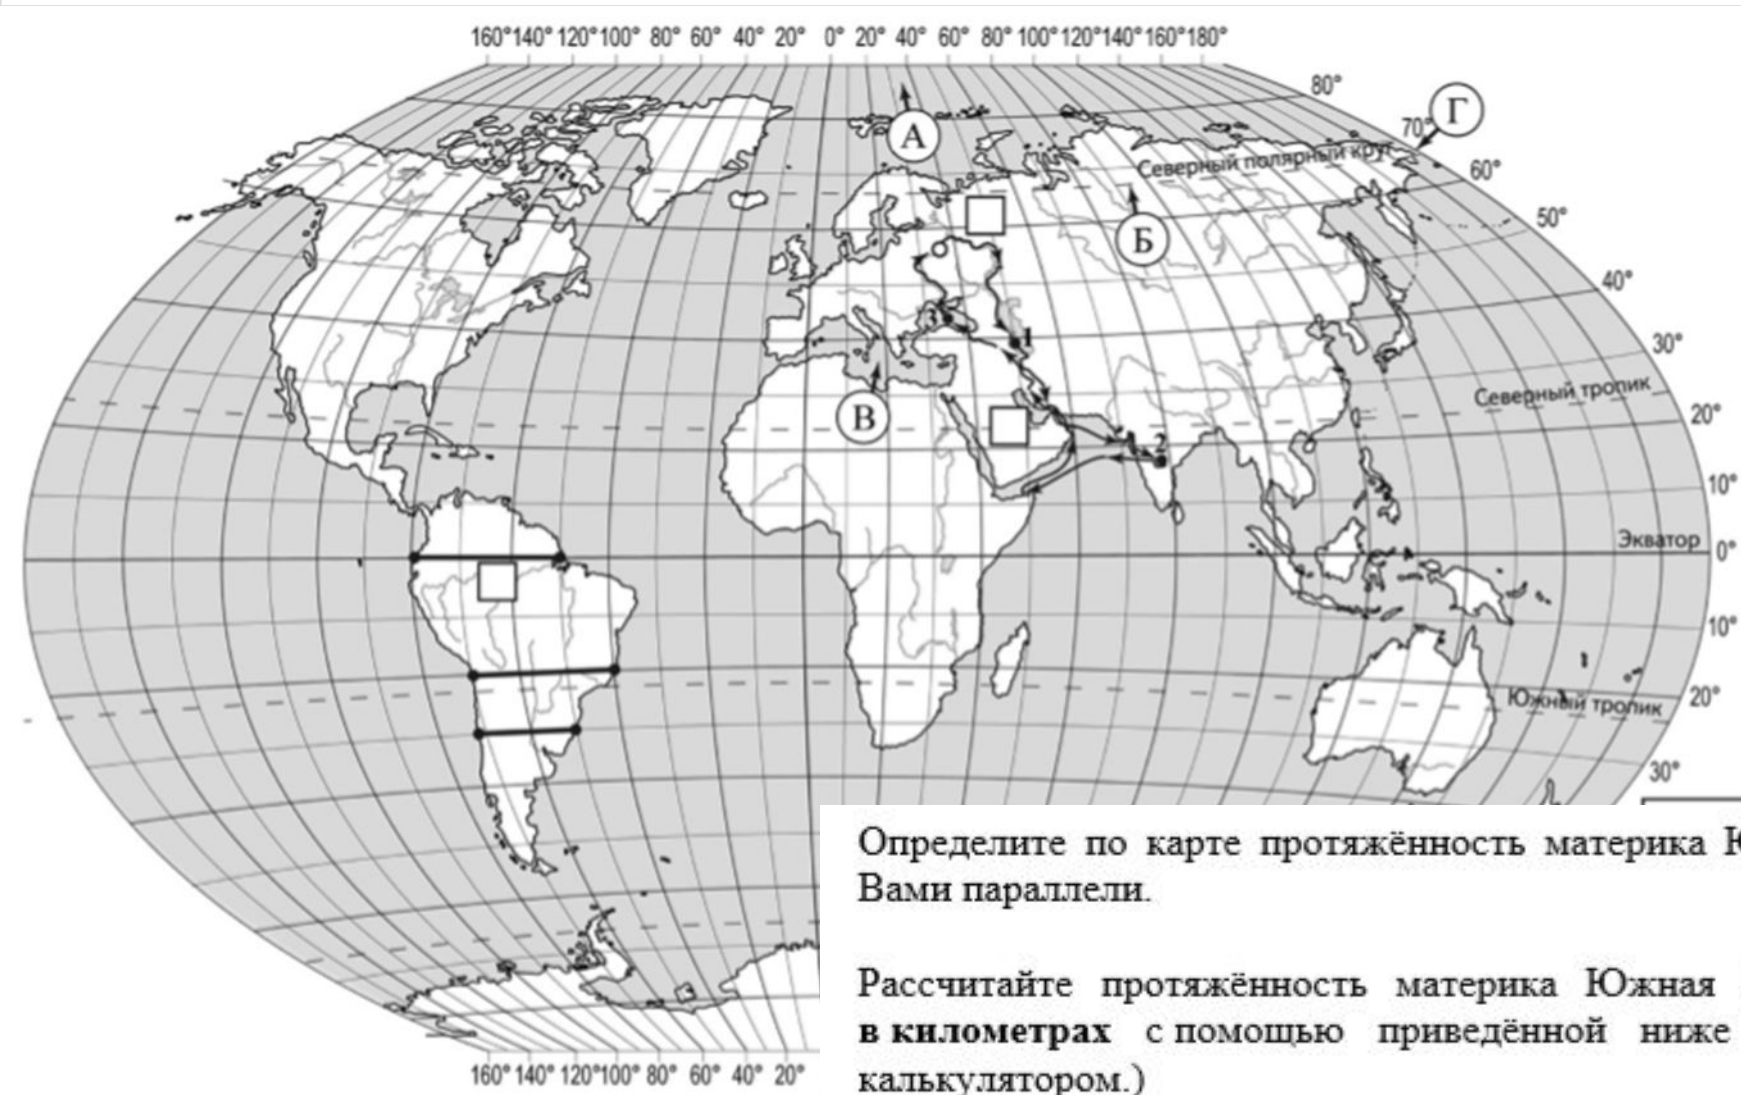 160° 140° 120° 100° 80° 60° 40° 20° 0° 20° 40° 60° 80° 100° 120° 140° 160° 180°
80°
Г
70°
А
Северный полярный круг
60°
50°
Б
40°
3
1
30°
Северный тропик
20°
В
2
10°
Экватор
0°
10°
20°
Южный тропик
30°
Определите по карте протяжённость материка
Вами параллели.
Рассчитайте протяжённость материка Южная
в километрах с помощью приведённой ниже
калькулятором.)
160° 140° 120° 100° 80° 60° 40° 20°